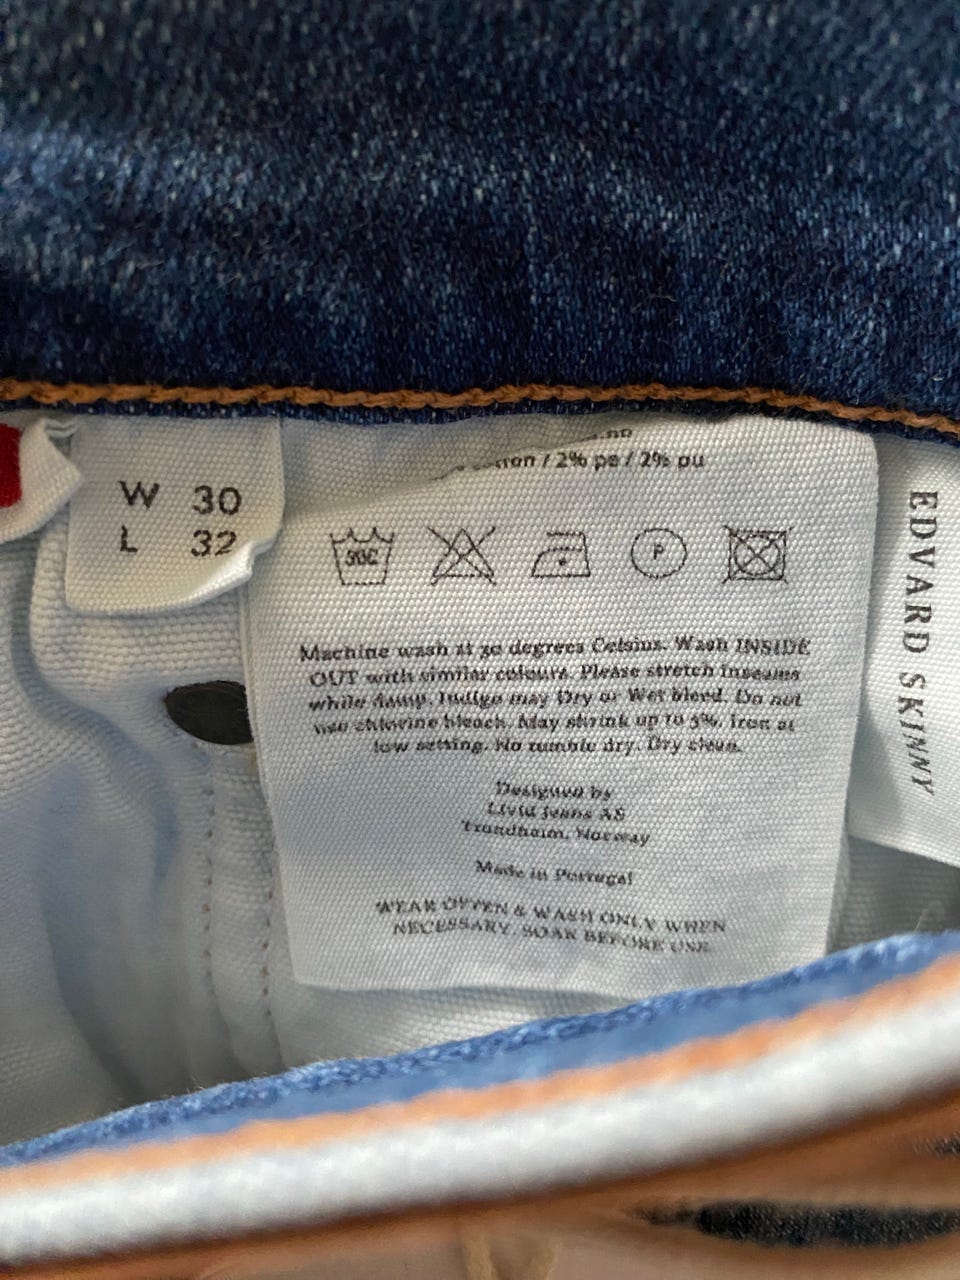 W 30
L 32
.no
/ 2% pe / 2% pu
30C
P
Machine wash at 30 degrees Celsius. Wash INSIDE
OUT with similar colours. Please stretch inseams
while damp. Indigo may Dry or Wet bleed. Do not
use chlorine bleach. May shrink up to 3%. Iron at
low setting. No tumble dry. Dry clean.
Designed by
Livid Jeans AS
Trondheim, Norway
Made in Portugal
WEAR OFTEN & WASH ONLY WHEN
NECESSARY. SOAK BEFORE USE
EDVARD SKINNY